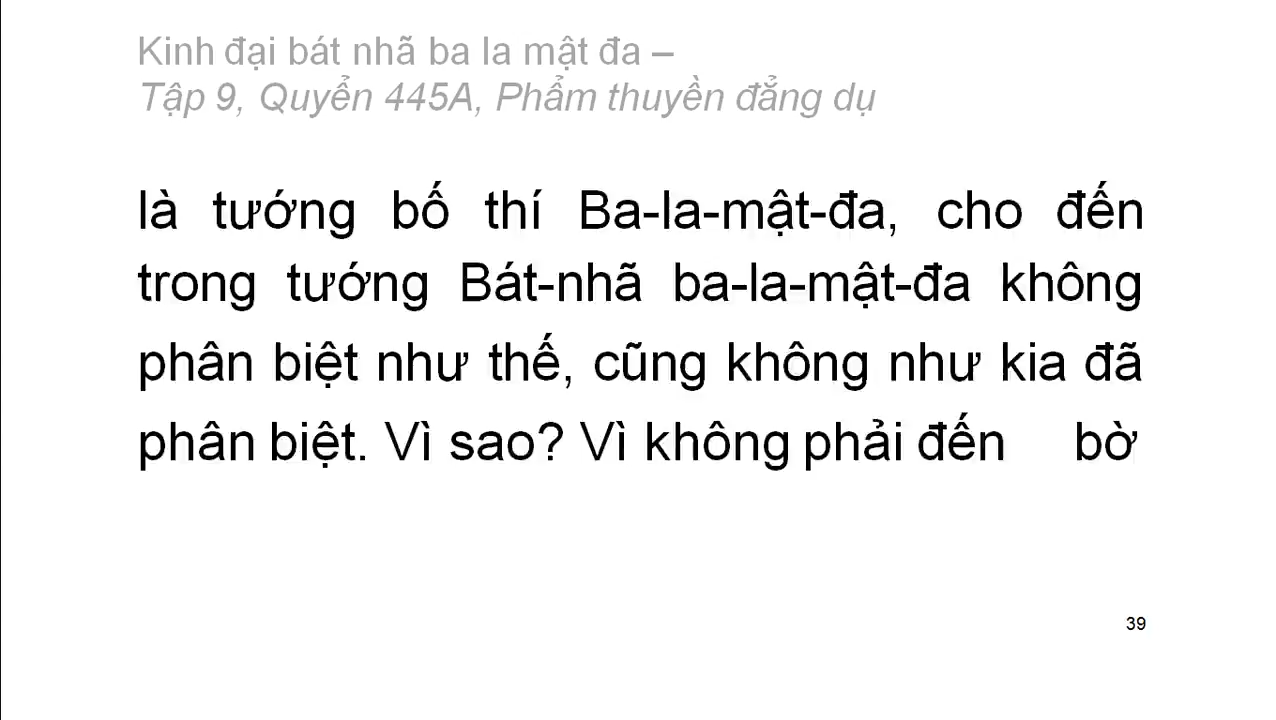 Kinh đại bát nhã ba la mật đa –
Tập 9, Quyển 445A, Phẩm thuyền đẳng dụ
là tướng bố thí Ba-la-mật-đa, cho đến
trong tướng Bát-nhã ba-la-mật-đa không
phân biệt như thế, cũng không như kia đã
phân biệt. Vì sao? Vì không phải đến bờ
39